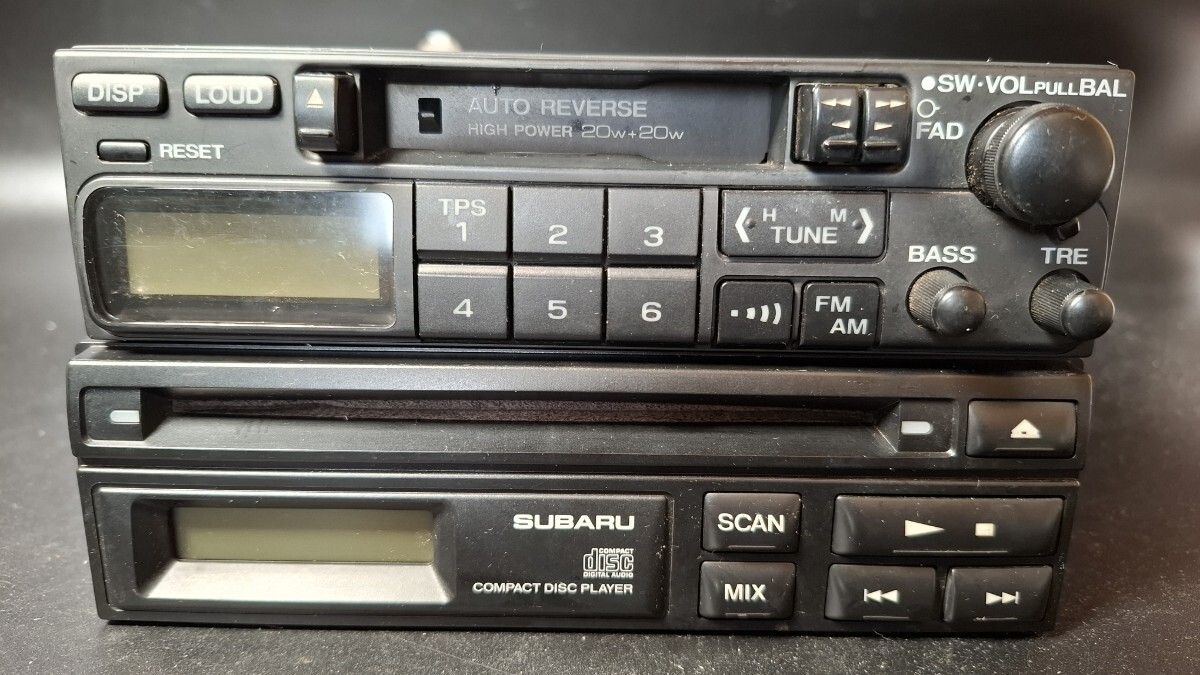 DISP
LOUD
RESET
AUTO REVERSE
HIGH POWER 20W+20W
●SW·VOL PULL BAL
FAD
TPS
1
2
3
4
5
6
H M
TUNE
FM
AM
BASS
TRE
SUBARU
COMPACT
disc
DIGITAL AUDIO
COMPACT DISC PLAYER
SCAN
MIX